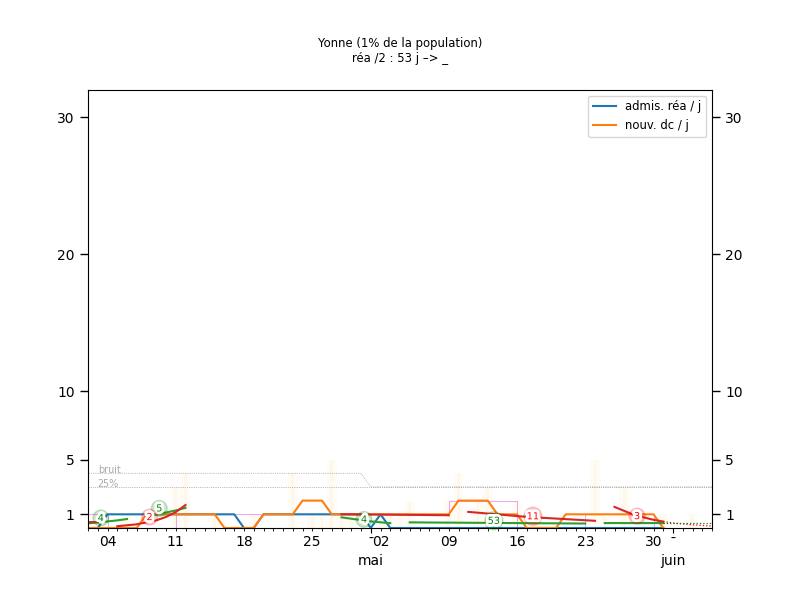 Yonne (1% de la population)
réa /2 : 53 j –> _
admis. réa / j
nouv. dc / j
30 30
20 20
10 10
5 5
1 1
bruit
25%
4 2 5 4 53 11 3
04 11 18 25 02 09 16 23 30
mai juin